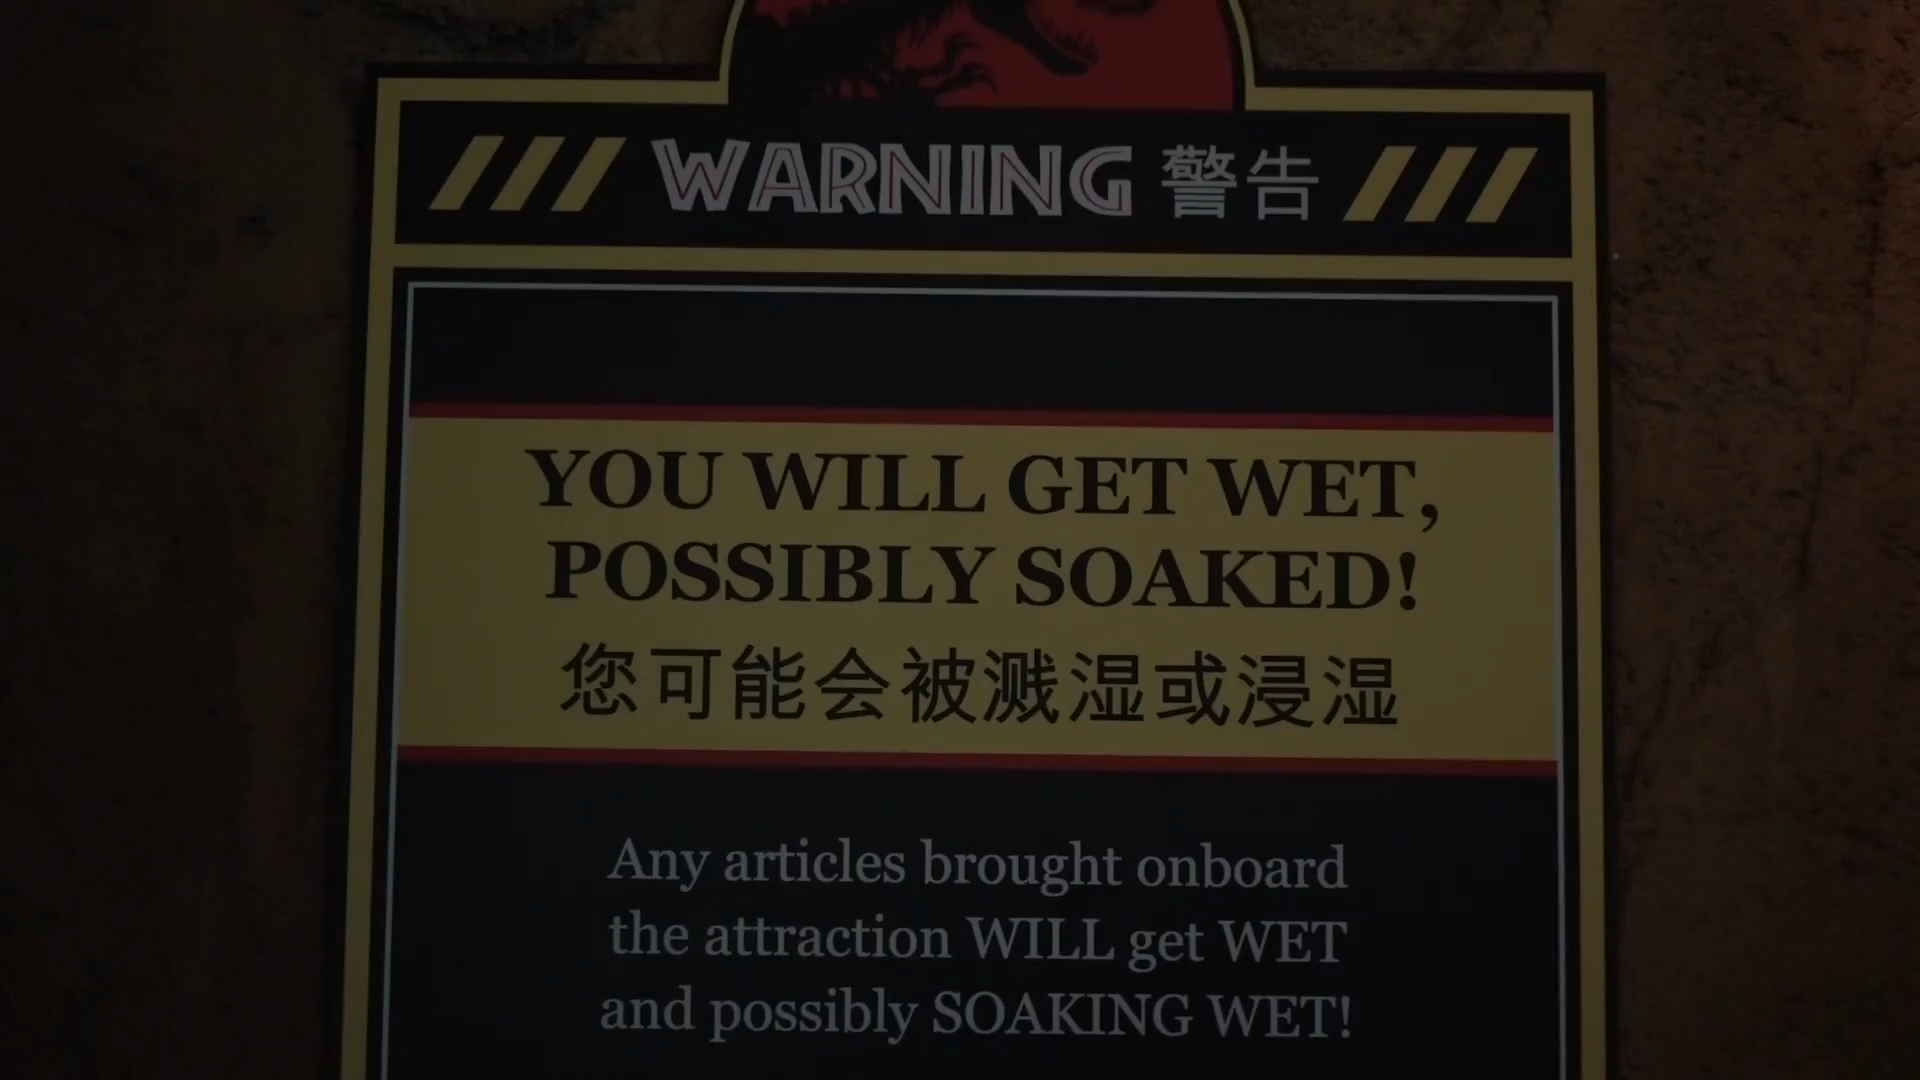 WARNING 警告
YOU WILL GET WET,
POSSIBLY SOAKED!
您可能会被溅湿或浸湿
Any articles brought onboard
the attraction WILL get WET
and possibly SOAKING WET!